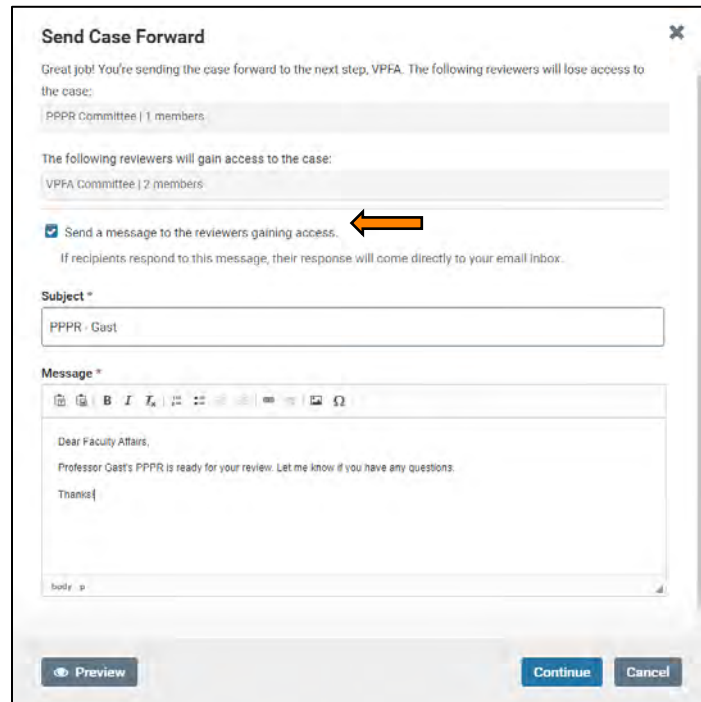 Send Case Forward
Great job! You're sending the case forward to the next step, VPFA. The following reviewers will lose access to
the case:
PPPR Committee | 1 members
The following reviewers will gain access to the case:
VPFA Committee | 2 members
Send a message to the reviewers gaining access.
If recipients respond to this message, their response will come directly to your email inbox.
Subject *
PPPR - Gast
Message *
B I Tx Ω
Dear Faculty Affairs,
Professor Gast's PPPR is ready for your review. Let me know if you have any questions.
Thanks!
body p
Preview Continue Cancel